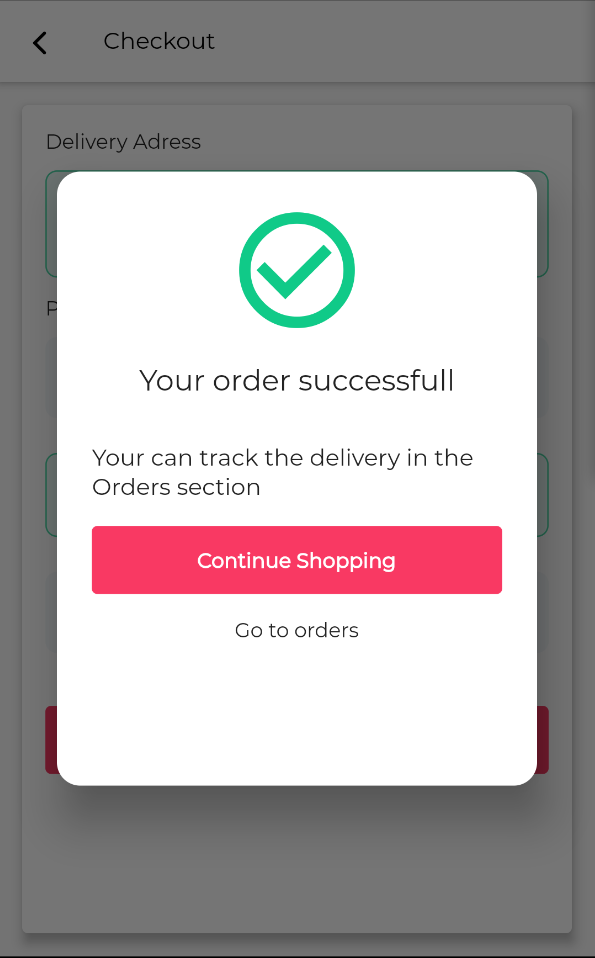 Checkout
Delivery Adress
P
Your order successfull
Your can track the delivery in the
Orders section
Continue Shopping
Go to orders